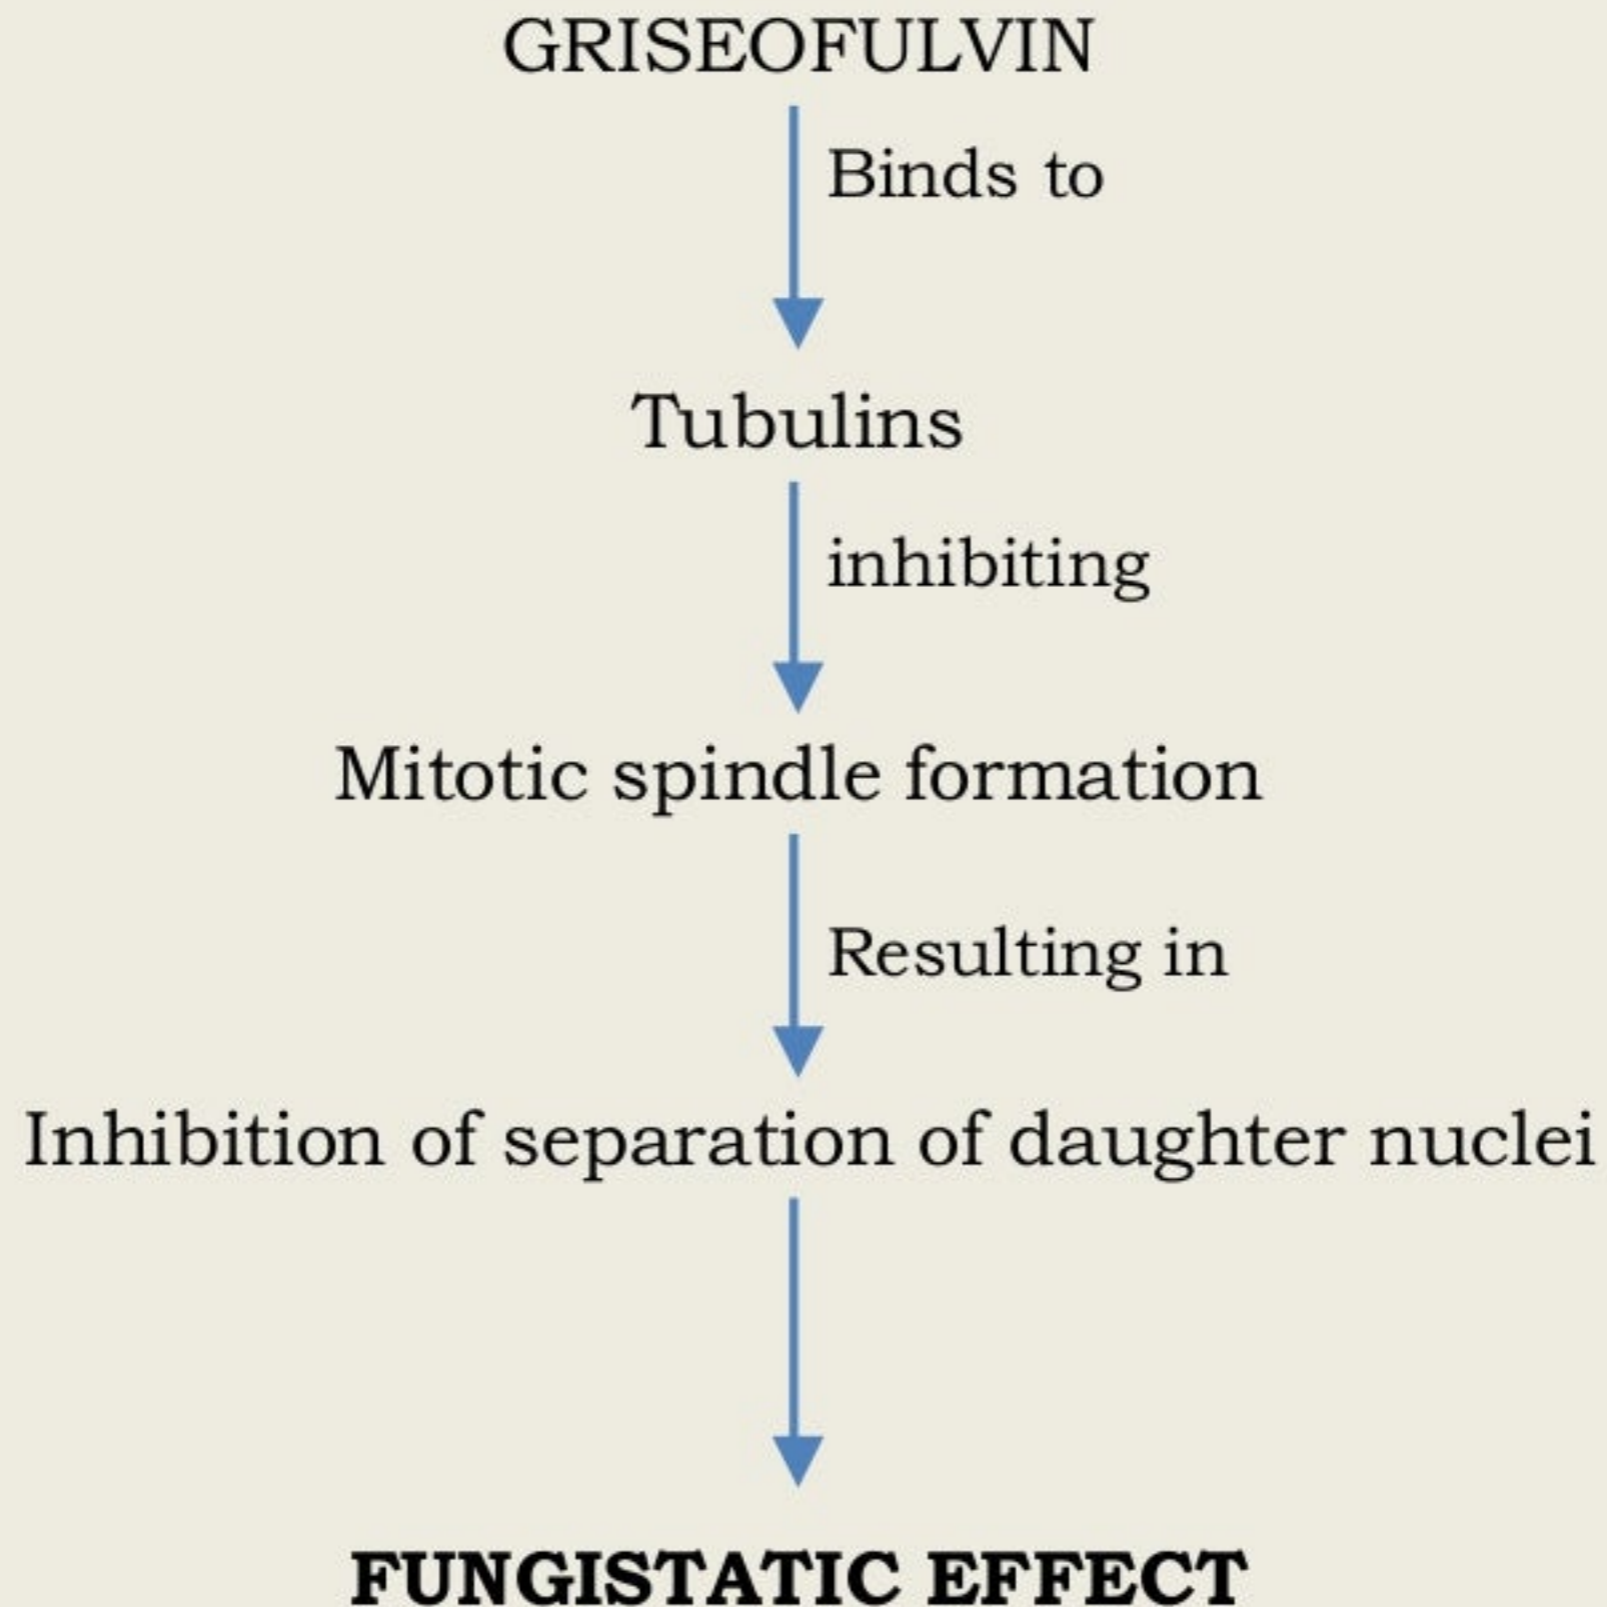 GRISEOFULVIN
Binds to
Tubulins
inhibiting
Mitotic spindle formation
Resulting in
Inhibition of separation of daughter nuclei
FUNGISTATIC EFFECT